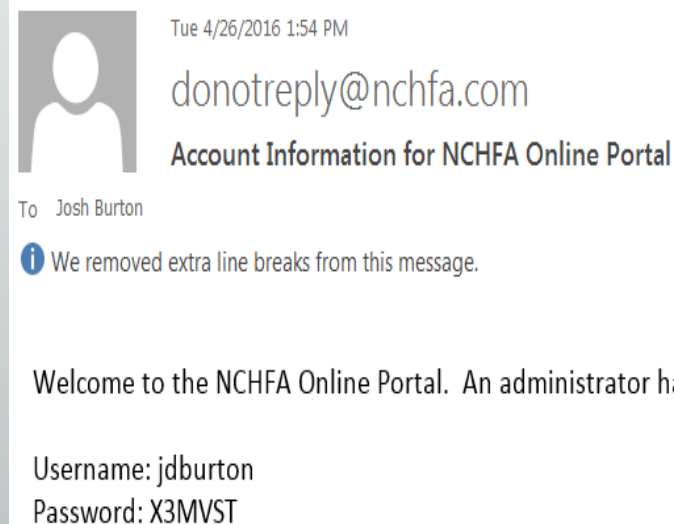 Tue 4/26/2016 1:54 PM
donotreply@nchfa.com
Account Information for NCHFA Online Portal
To Josh Burton
i We removed extra line breaks from this message.
Welcome to the NCHFA Online Portal. An administrator
Username: jdburton
Password: X3MVST